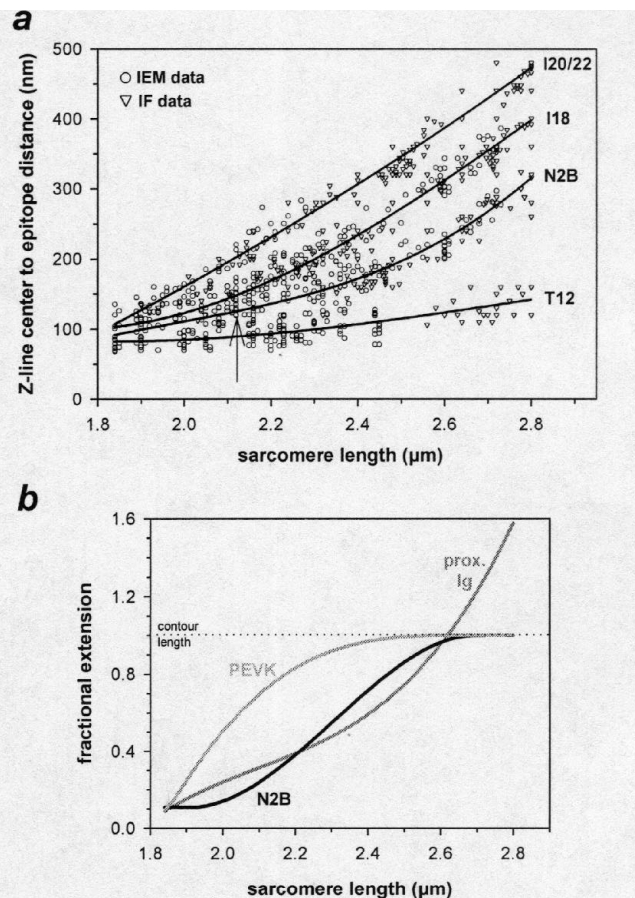 a
500
400
300
200
100
0
Z-line center to epitope distance (nm)
○ IEM data
▽ IF data
I20/22
I18
N2B
T12
1.8 2.0 2.2 2.4 2.6 2.8
sarcomere length (µm)
b
1.6
1.2
0.8
0.4
0.0
fractional extension
contour
length
PEVK
prox.
Ig
N2B
1.8 2.0 2.2 2.4 2.6 2.8
sarcomere length (µm)